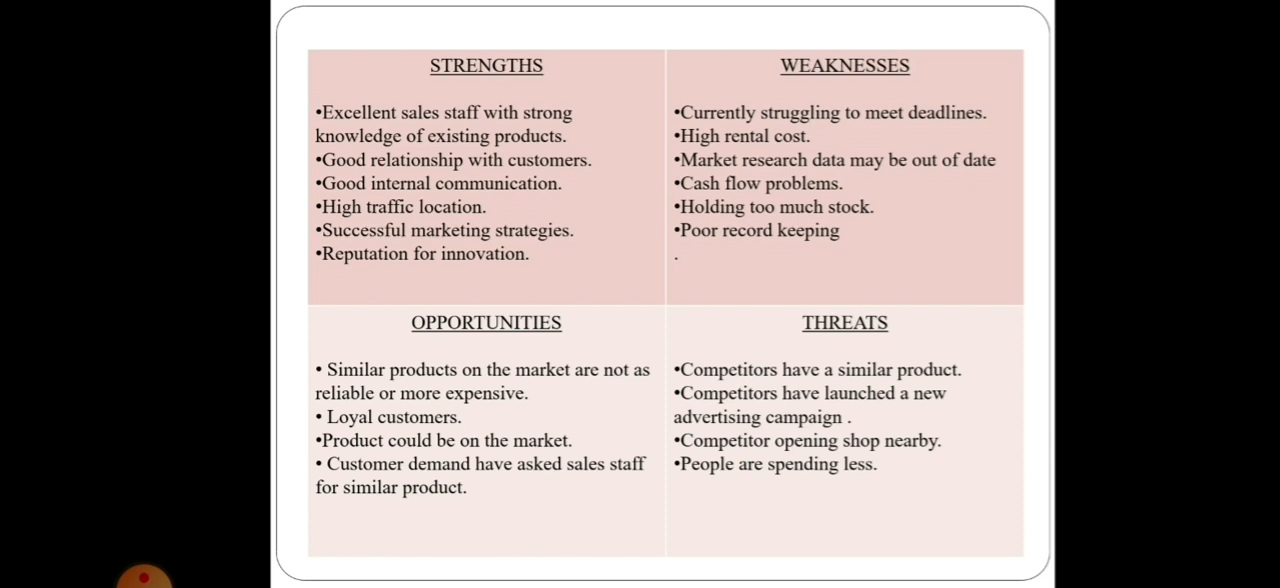 STRENGTHS
•Excellent sales staff with strong
knowledge of existing products.
•Good relationship with customers.
•Good internal communication.
•High traffic location.
•Successful marketing strategies.
•Reputation for innovation.
WEAKNESSES
•Currently struggling to meet deadlines.
•High rental cost.
•Market research data may be out of date
•Cash flow problems.
•Holding too much stock.
•Poor record keeping
.
OPPORTUNITIES
• Similar products on the market are not as
reliable or more expensive.
• Loyal customers.
•Product could be on the market.
• Customer demand have asked sales staff
for similar product.
THREATS
•Competitors have a similar product.
•Competitors have launched a new
advertising campaign .
•Competitor opening shop nearby.
•People are spending less.